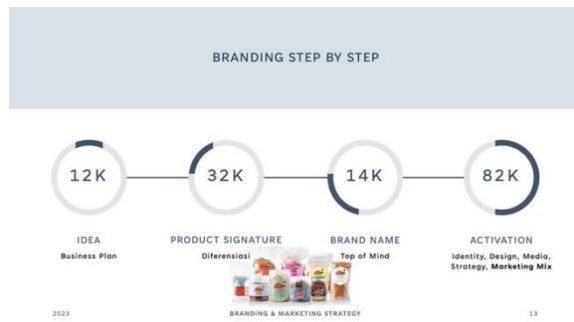 BRANDING STEP BY STEP
12K
32K
14K
82K
IDEA
Business Plan
PRODUCT SIGNATURE
Diferensiasi
BRAND NAME
Top of Mind
ACTIVATION
Identity, Design, Media,
Strategy, Marketing Mix
2023
BRANDING & MARKETING STRATEGY
13